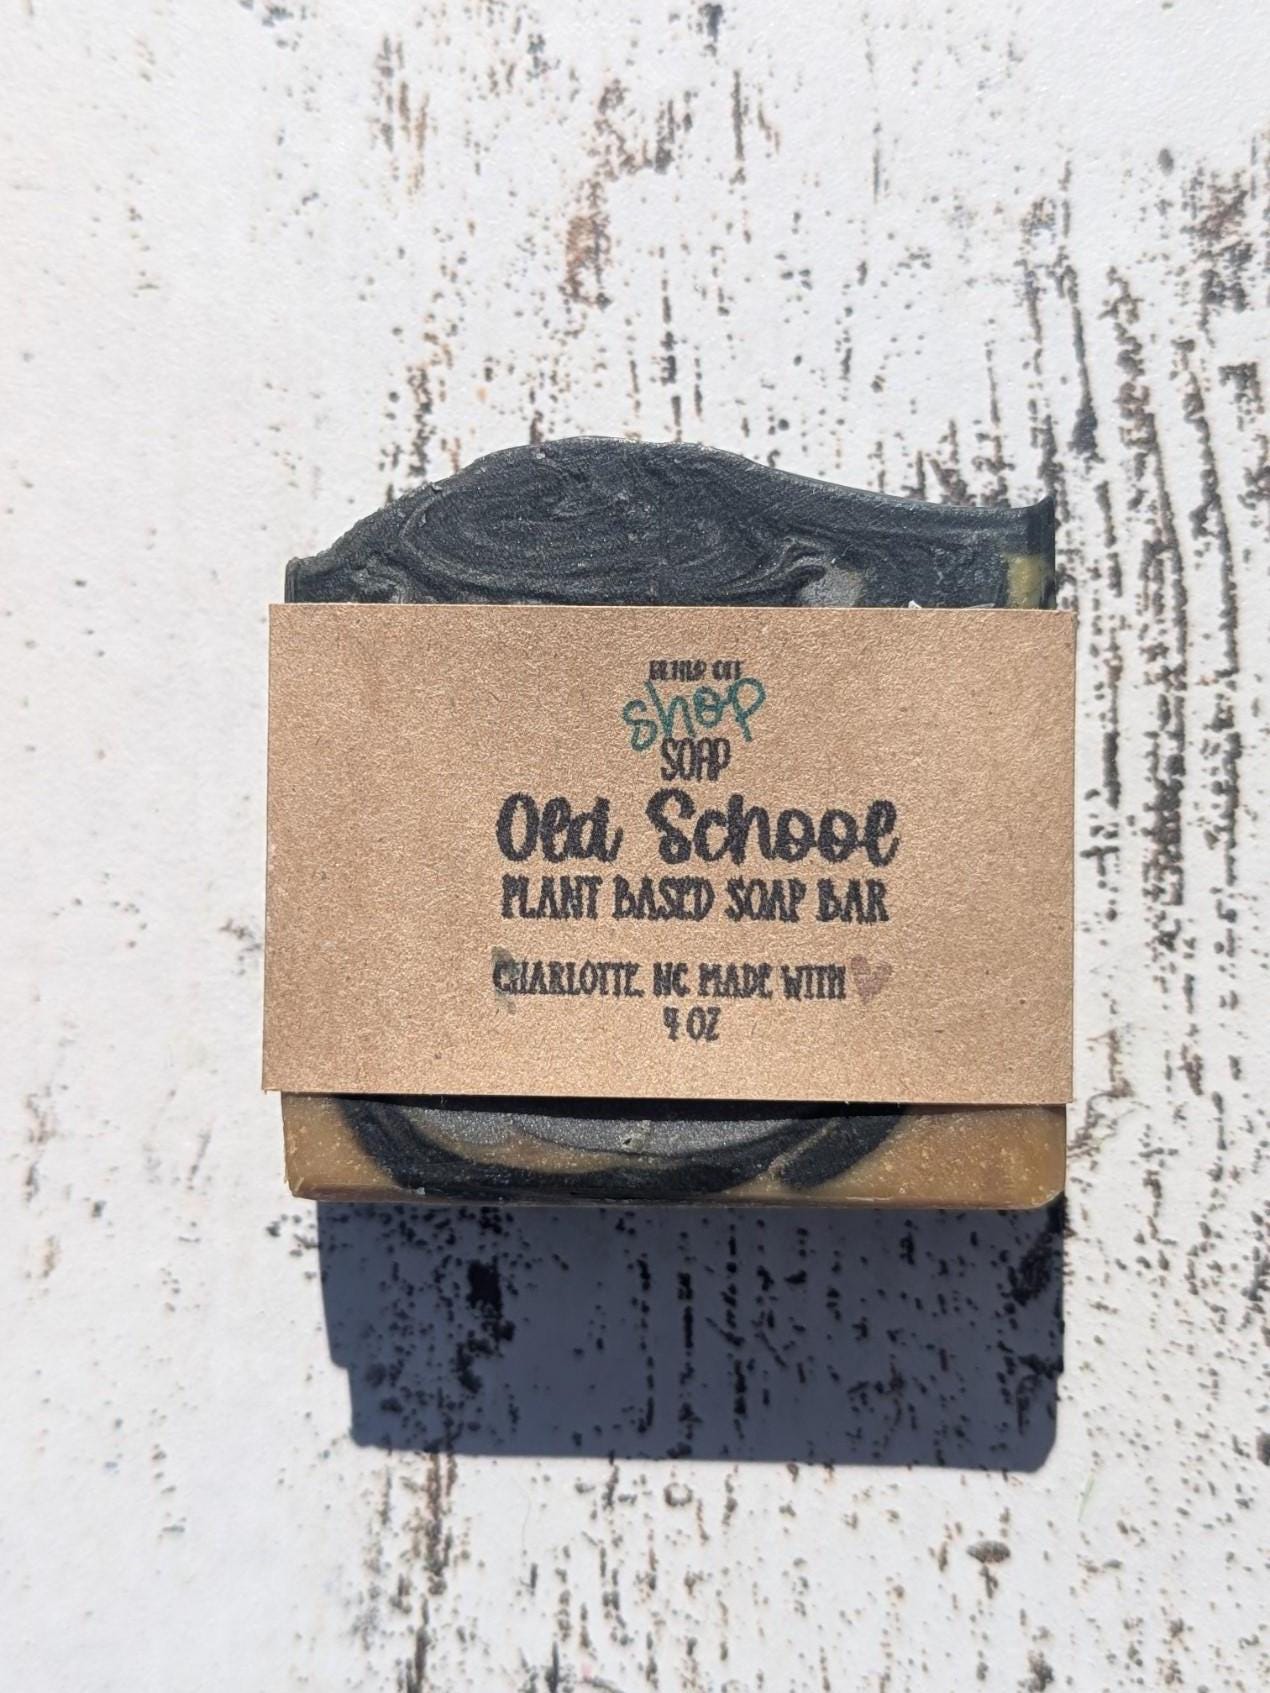 shop
SOAP
Old School
PLANT BASED SOAP BAR
CHARLOTTE NC MADE WITH
4 OZ